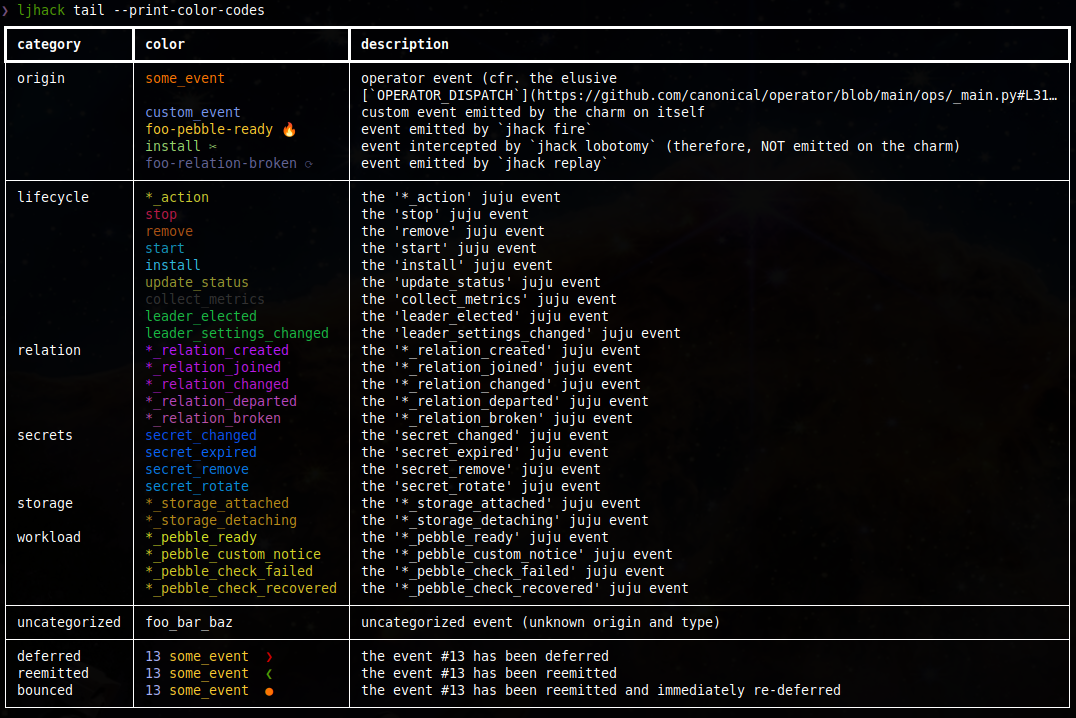 ❯ ljhack tail --print-color-codes
category color description
origin some_event operator event (cfr. the elusive
[`OPERATOR_DISPATCH`](https://github.com/canonical/operator/blob/main/ops/_main.py#L31…
custom_event custom event emitted by the charm on itself
foo-pebble-ready 🔥 event emitted by `jhack fire`
install ✂ event intercepted by `jhack lobotomy` (therefore, NOT emitted on the charm)
foo-relation-broken ⟳ event emitted by `jhack replay`
lifecycle *_action the '*_action' juju event
stop the 'stop' juju event
remove the 'remove' juju event
start the 'start' juju event
install the 'install' juju event
update_status the 'update_status' juju event
collect_metrics the 'collect_metrics' juju event
leader_elected the 'leader_elected' juju event
leader_settings_changed the 'leader_settings_changed' juju event
relation *_relation_created the '*_relation_created' juju event
*_relation_joined the '*_relation_joined' juju event
*_relation_changed the '*_relation_changed' juju event
*_relation_departed the '*_relation_departed' juju event
*_relation_broken the '*_relation_broken' juju event
secrets secret_changed the 'secret_changed' juju event
secret_expired the 'secret_expired' juju event
secret_remove the 'secret_remove' juju event
secret_rotate the 'secret_rotate' juju event
storage *_storage_attached the '*_storage_attached' juju event
*_storage_detaching the '*_storage_detaching' juju event
workload *_pebble_ready the '*_pebble_ready' juju event
*_pebble_custom_notice the '*_pebble_custom_notice' juju event
*_pebble_check_failed the '*_pebble_check_failed' juju event
*_pebble_check_recovered the '*_pebble_check_recovered' juju event
uncategorized foo_bar_baz uncategorized event (unknown origin and type)
deferred 13 some_event ❯ the event #13 has been deferred
reemitted 13 some_event ❮ the event #13 has been reemitted
bounced 13 some_event ● the event #13 has been reemitted and immediately re-deferred